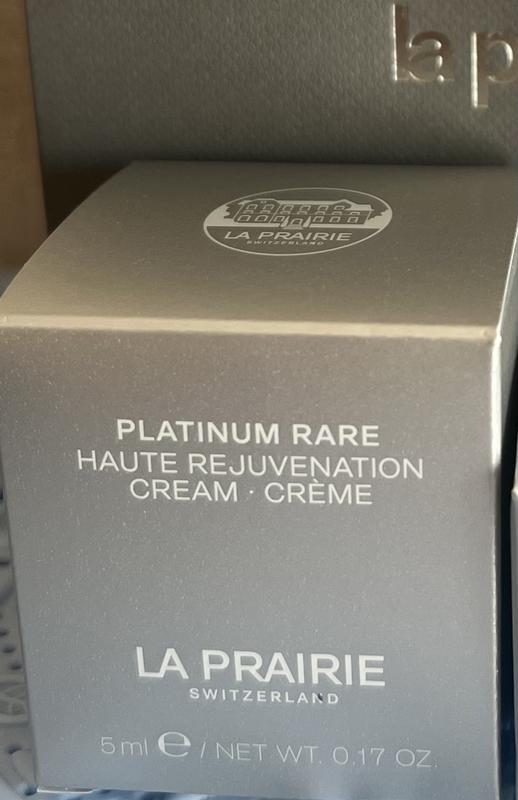 la p
LA PRAIRIE
SWITZERLAND
PLATINUM RARE
HAUTE REJUVENATION
CREAM · CRÈME
LA PRAIRIE
SWITZERLAND
5 ml ℮ / NET WT. 0.17 OZ.